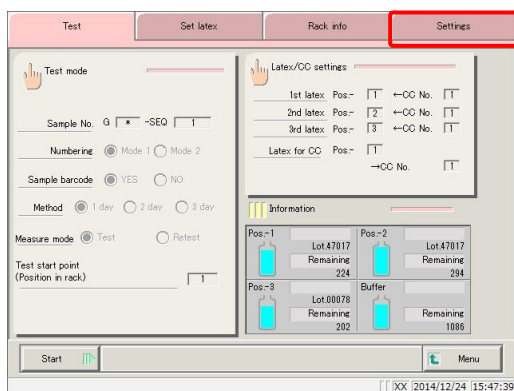 Test Set latex Rack info Settings
Test mode
Sample No. G * -SEQ 1
Numbering Mode 1 Mode 2
Sample barcode YES NO
Method 1 day 2 day 3 day
Measure mode Test Retest
Test start point
(Position in rack) 1
Latex/CC settings
1st latex Pos.- 1 ←CC No. 1
2nd latex Pos.- 2 ←CC No. 1
3rd latex Pos.- 3 ←CC No. 1
Latex for CC Pos.- 1
→CC No. 1
Information
Pos.-1 Pos.-2
Lot.47017 Lot.47017
Remaining Remaining
224 294
Pos.-3 Buffer
Lot.00078
Remaining Remaining
202 1086
Start Menu
XX 2014/12/24 15:47:39